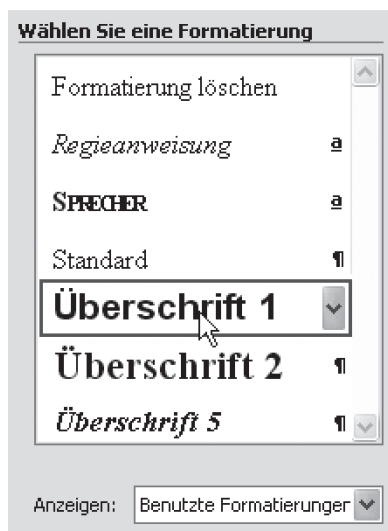 Wählen Sie eine Formatierung
Formatierung löschen
Regieanweisung a
SPRECHER a
Standard ¶
Überschrift 1
Überschrift 2 ¶
Überschrift 5 ¶
Anzeigen: Benutzte Formatierunger